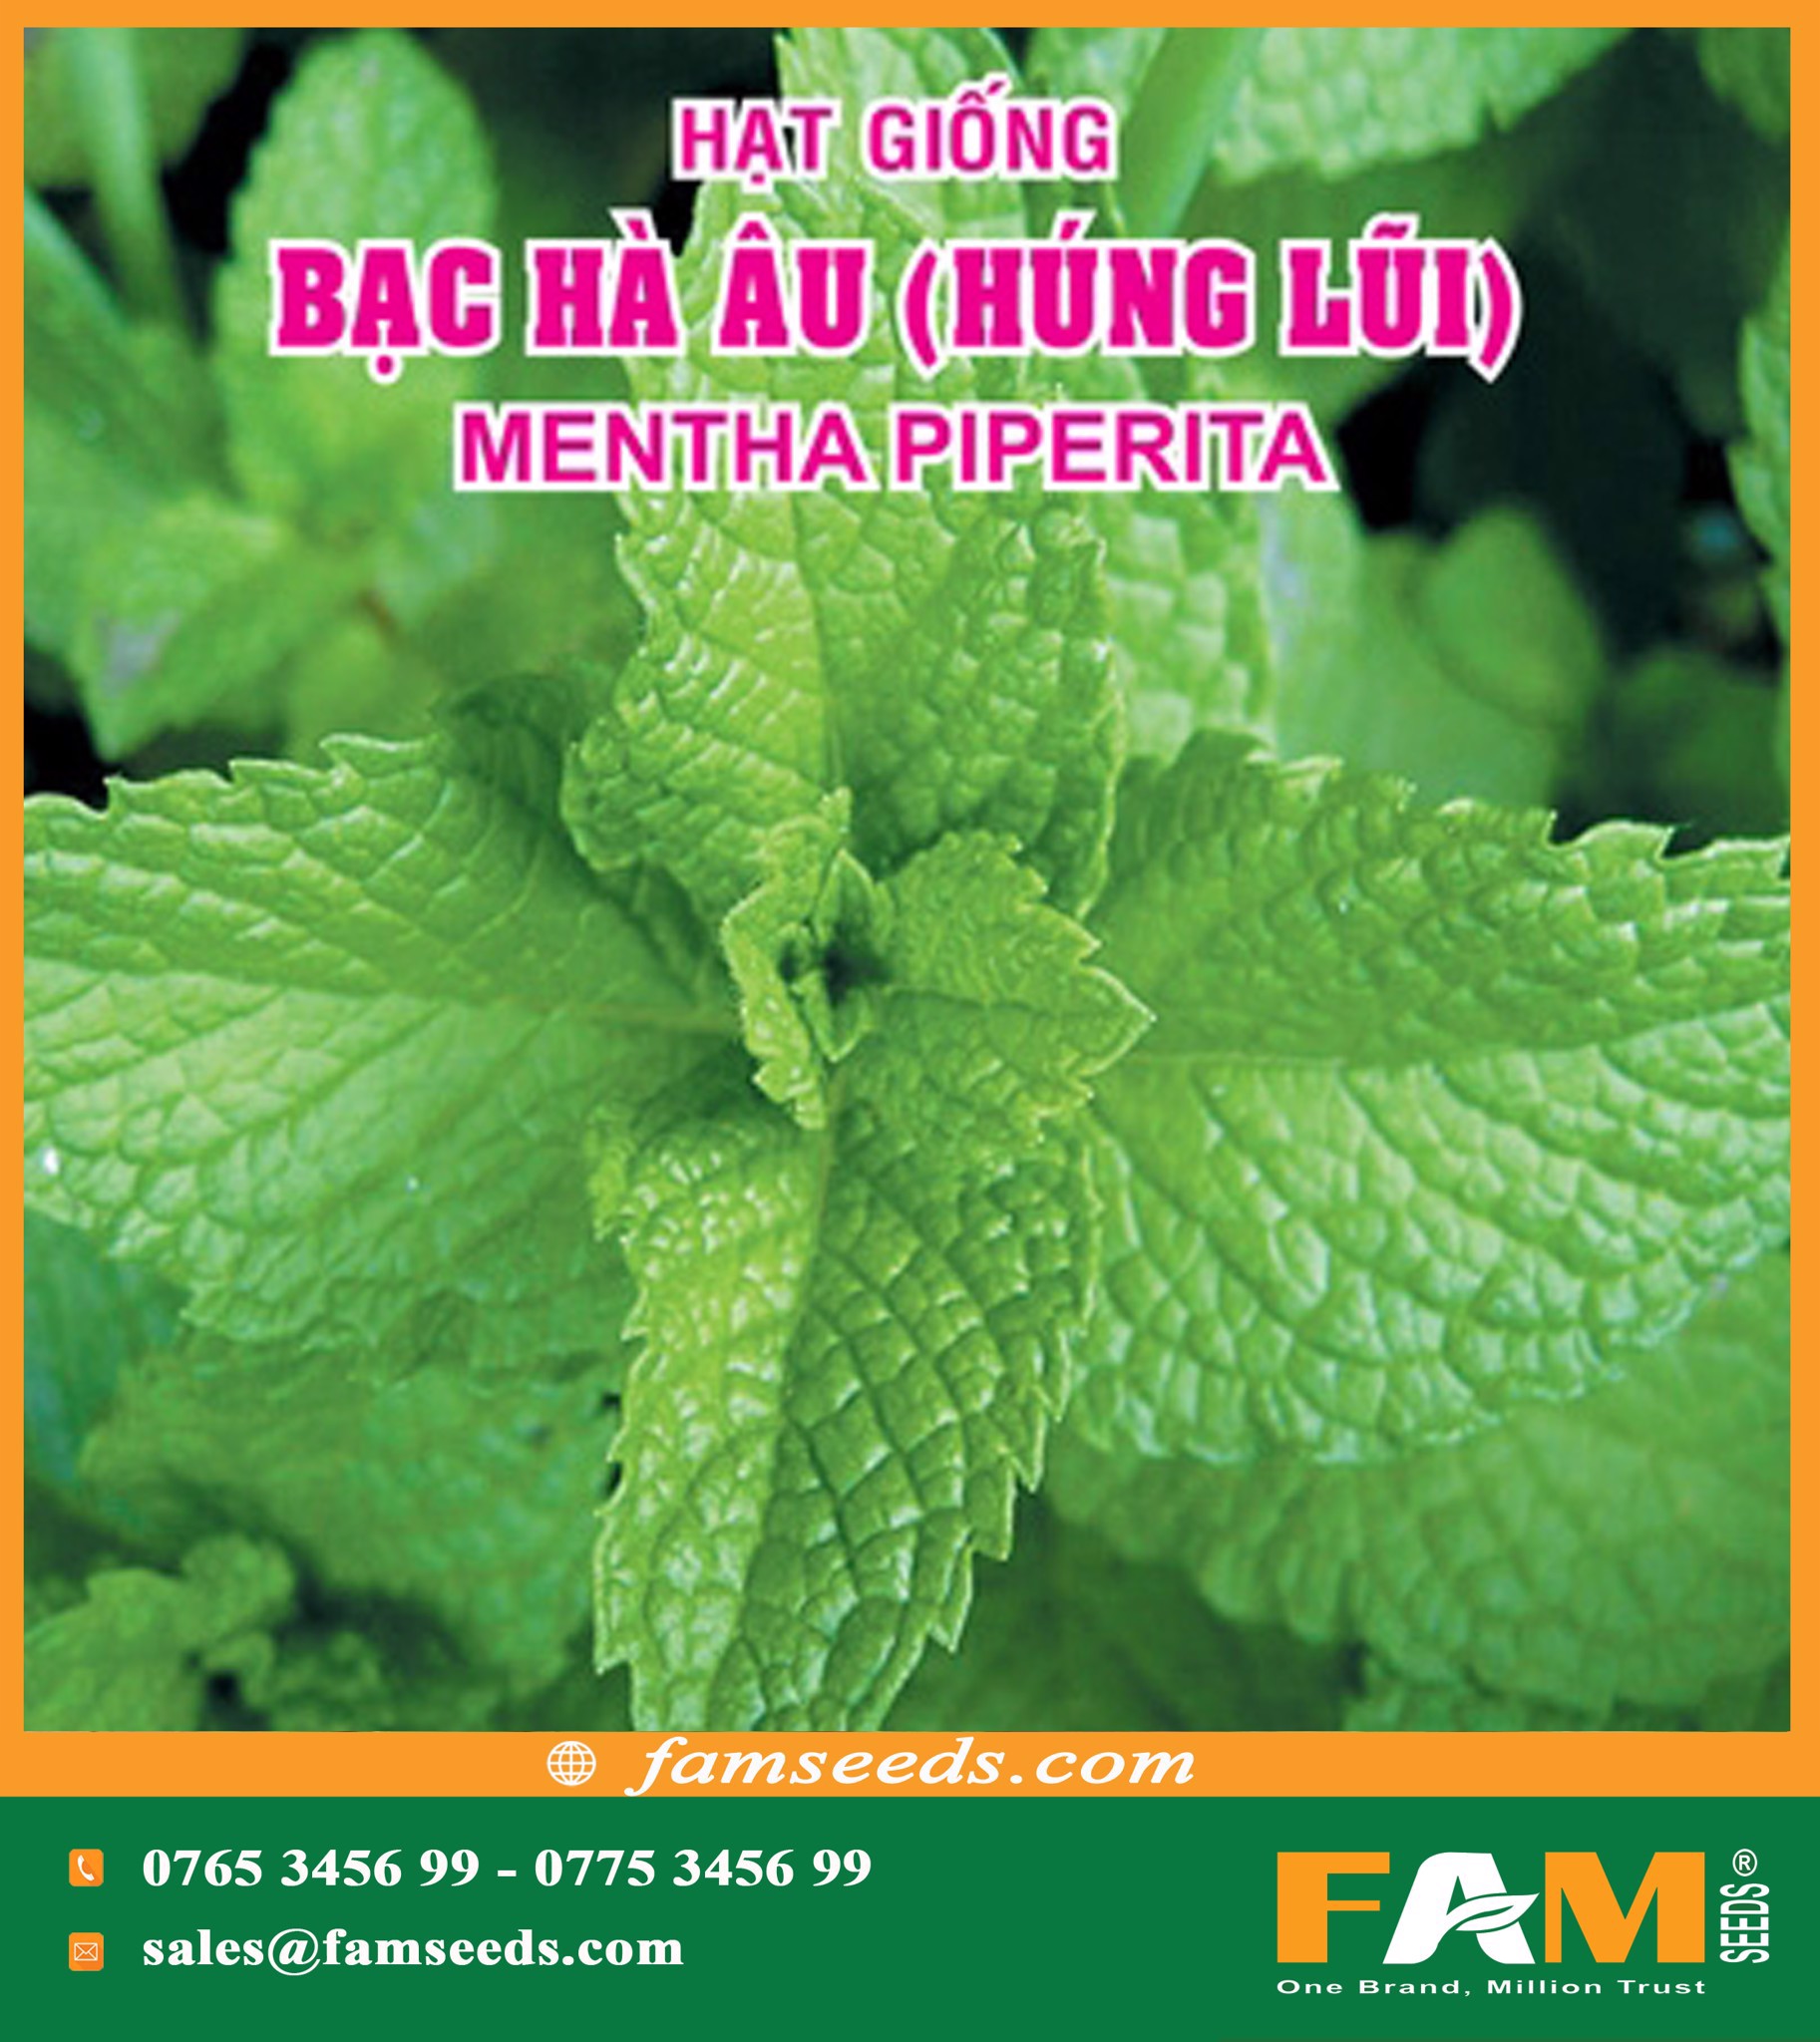 HẠT GIỐNG
BẠC HÀ ÂU (HÚNG LŨI)
MENTHA PIPERITA
famseeds.com
0765 3456 99 - 0775 3456 99
sales@famseeds.com
FAM SEEDS®
One Brand, Million Trust